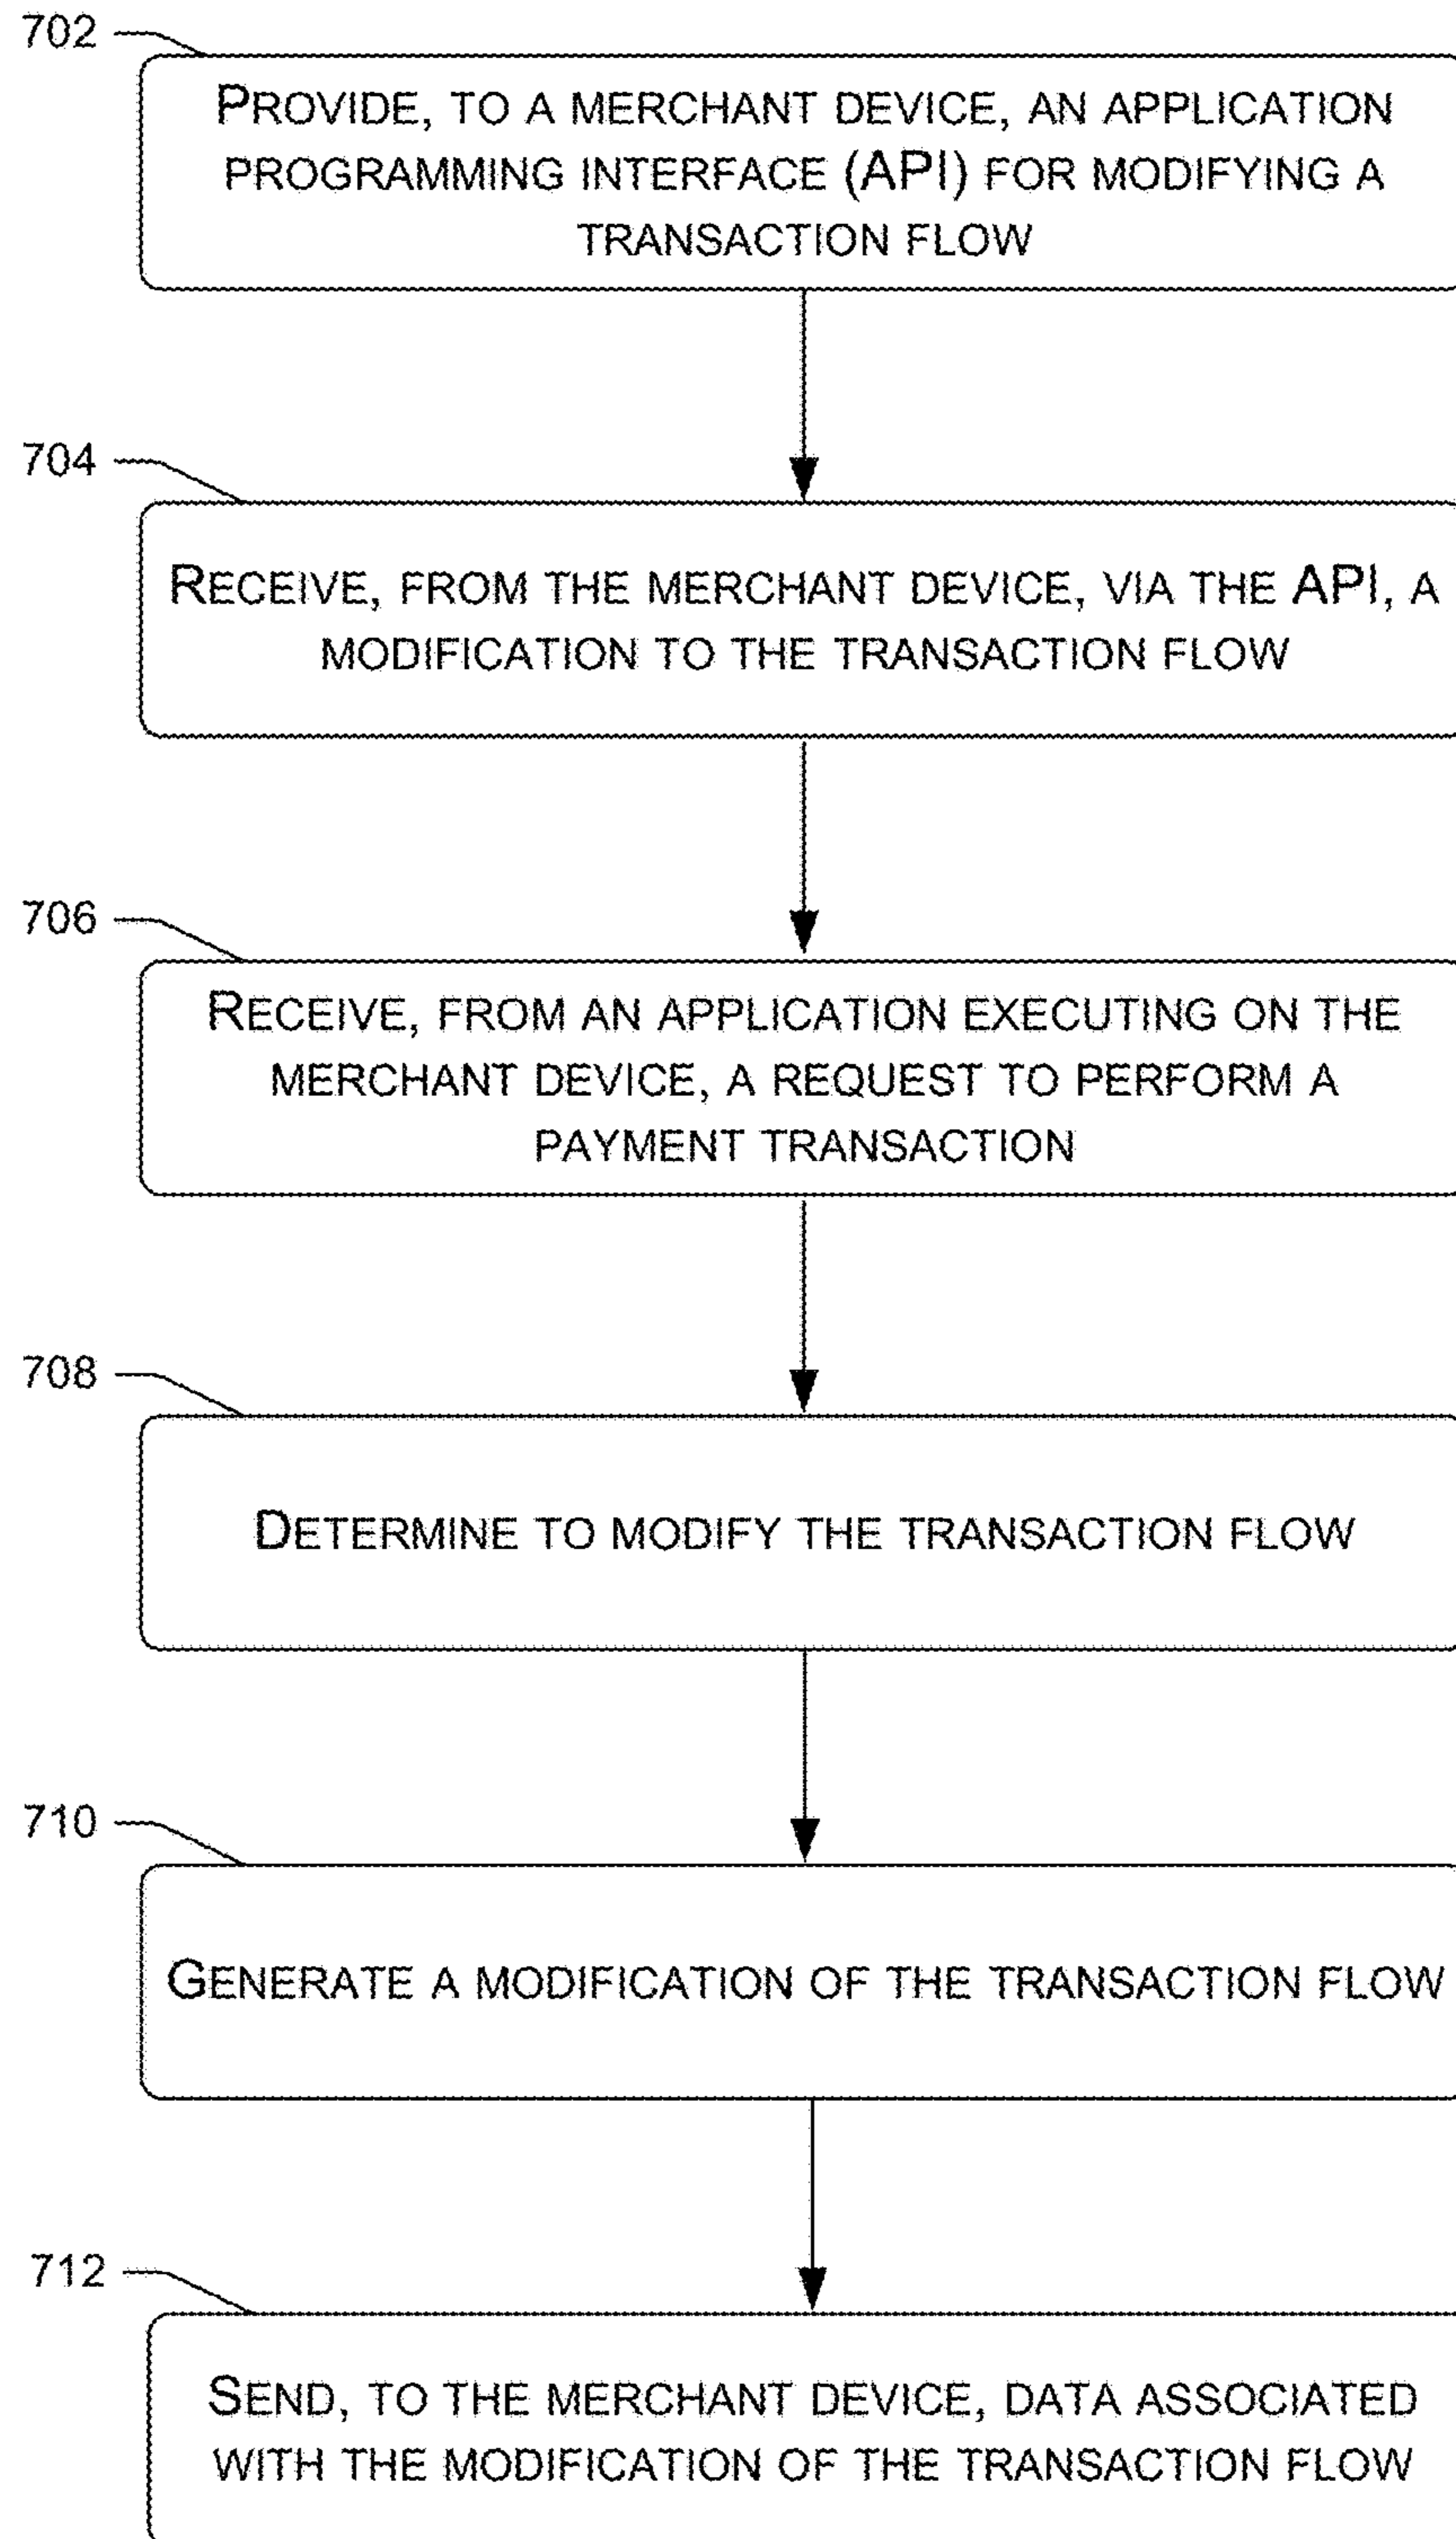 702
PROVIDE, TO A MERCHANT DEVICE, AN APPLICATION
PROGRAMMING INTERFACE (API) FOR MODIFYING A
TRANSACTION FLOW
704
RECEIVE, FROM THE MERCHANT DEVICE, VIA THE API, A
MODIFICATION TO THE TRANSACTION FLOW
706
RECEIVE, FROM AN APPLICATION EXECUTING ON THE
MERCHANT DEVICE, A REQUEST TO PERFORM A
PAYMENT TRANSACTION
708
DETERMINE TO MODIFY THE TRANSACTION FLOW
710
GENERATE A MODIFICATION OF THE TRANSACTION FLOW
712
SEND, TO THE MERCHANT DEVICE, DATA ASSOCIATED
WITH THE MODIFICATION OF THE TRANSACTION FLOW